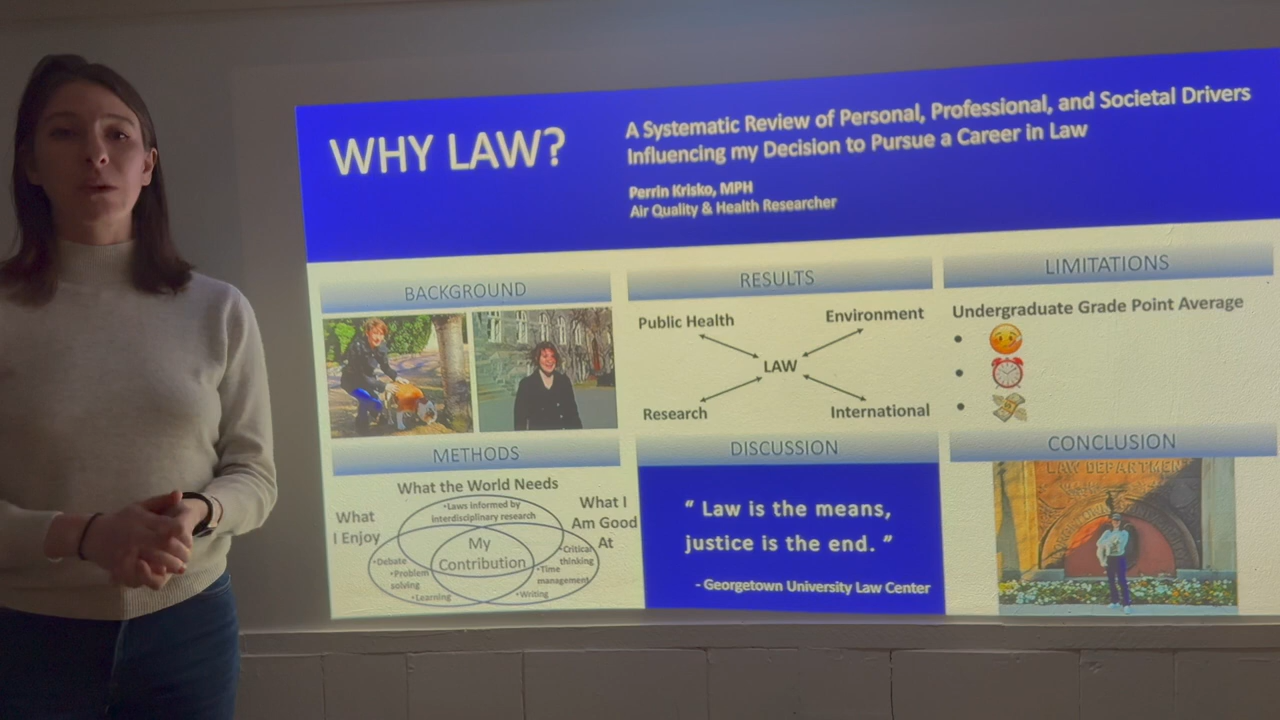 WHY LAW?
A Systematic Review of Personal, Professional, and Societal Drivers
Influencing my Decision to Pursue a Career in Law
Perrin Krisko, MPH
Air Quality & Health Researcher
BACKGROUND
METHODS
What the World Needs
•Laws informed by
interdisciplinary research
What
I Enjoy
What I
Am Good
At
My
Contribution
•Debate
•Problem
solving
•Learning
•Critical
thinking
•Time
management
•Writing
RESULTS
Public Health
Environment
LAW
Research
International
DISCUSSION
“ Law is the means,
justice is the end. ”
- Georgetown University Law Center
LIMITATIONS
Undergraduate Grade Point Average
CONCLUSION
LAW DEPARTMEN